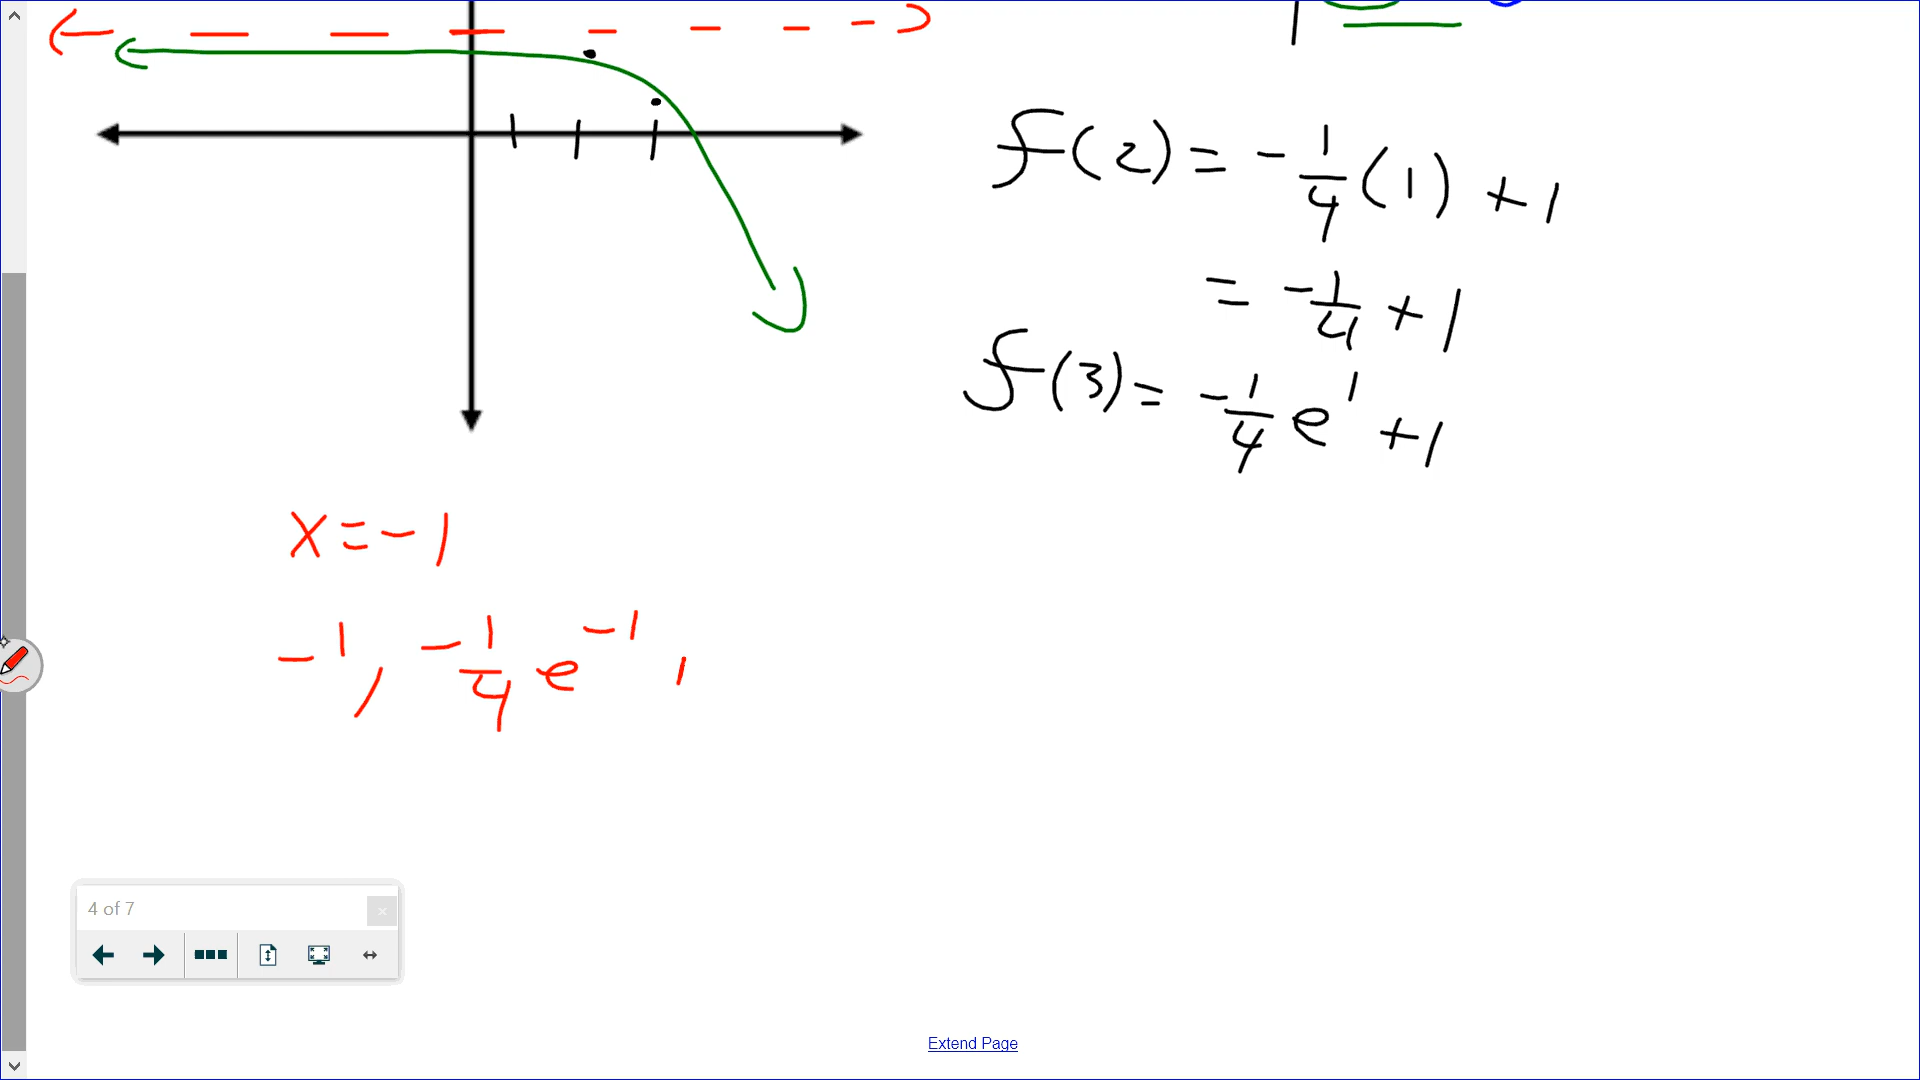 f(2) = -1/4 (1) + 1
= -1/4 + 1
f(3) = -1/4 e^1 + 1
x = -1
-1, -1/4 e^-1
4 of 7
Extend Page